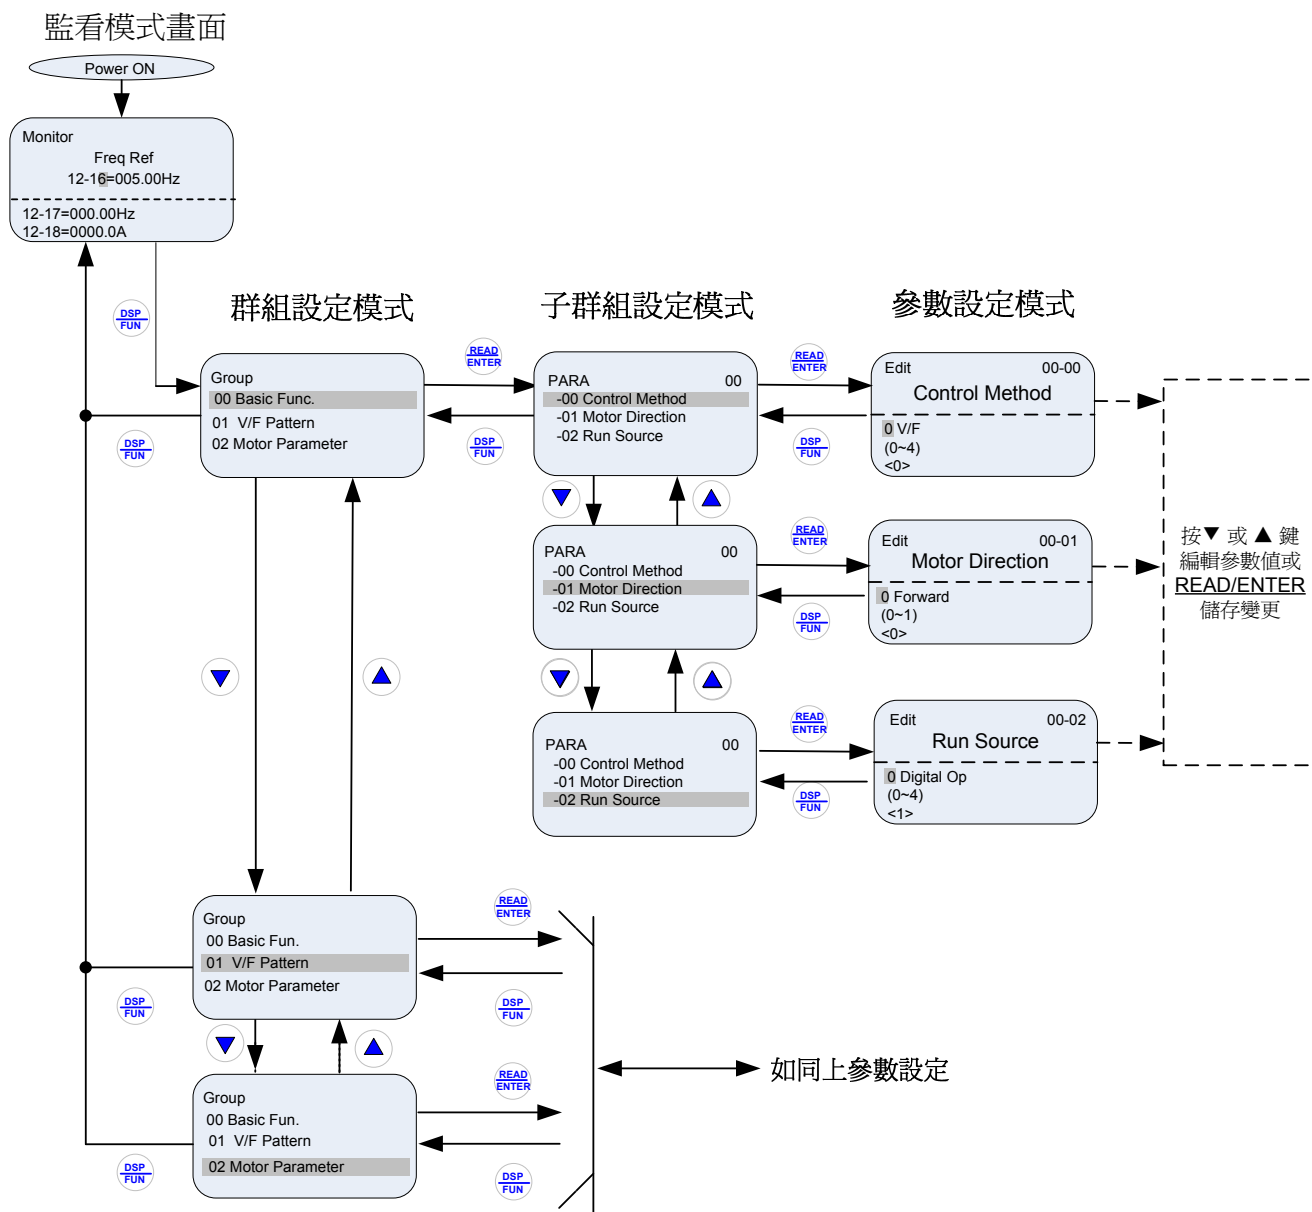 監看模式畫面
Power ON
Monitor
Freq Ref
12-16=005.00Hz
12-17=000.00Hz
12-18=0000.0A
DSP
FUN
群組設定模式
子群組設定模式
參數設定模式
Group
00 Basic Func.
01 V/F Pattern
02 Motor Parameter
DSP
FUN
READ
ENTER
DSP
FUN
PARA 00
-00 Control Method
-01 Motor Direction
-02 Run Source
READ
ENTER
DSP
FUN
Edit 00-00
Control Method
0 V/F
(0~4)
<0>
▼ ▲
PARA 00
-00 Control Method
-01 Motor Direction
-02 Run Source
READ
ENTER
DSP
FUN
Edit 00-01
Motor Direction
0 Forward
(0~1)
<0>
按▼ 或 ▲ 鍵
編輯參數值或
READ/ENTER
儲存變更
▼ ▲
▼ ▲
PARA 00
-00 Control Method
-01 Motor Direction
-02 Run Source
READ
ENTER
DSP
FUN
Edit 00-02
Run Source
0 Digital Op
(0~4)
<1>
Group
00 Basic Fun.
01 V/F Pattern
02 Motor Parameter
READ
ENTER
DSP
FUN
DSP
FUN
▼ ▲
如同上參數設定
Group
00 Basic Fun.
01 V/F Pattern
02 Motor Parameter
READ
ENTER
DSP
FUN
DSP
FUN